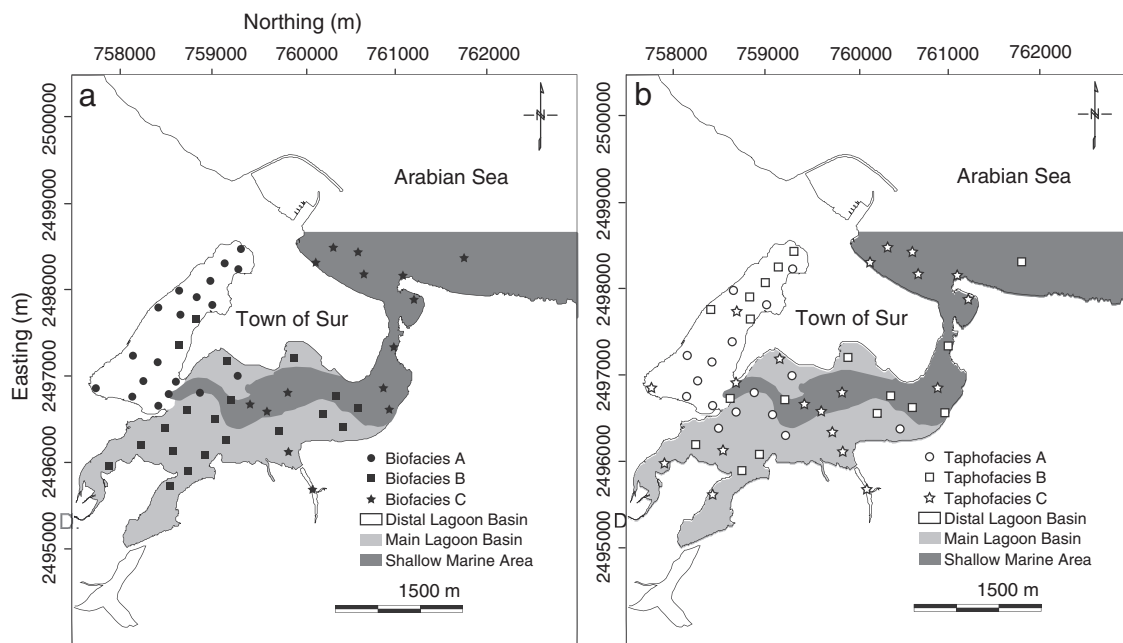 Northing (m)
758000 759000 760000 761000 762000
758000 759000 760000 761000 762000
a
b
N
N
Arabian Sea
Arabian Sea
Town of Sur
Town of Sur
Easting (m)
2500000
2499000
2498000
2497000
2496000
2495000
2500000
2499000
2498000
2497000
2496000
2495000
Biofacies A
Biofacies B
Biofacies C
Distal Lagoon Basin
Main Lagoon Basin
Shallow Marine Area
1500 m
Taphofacies A
Taphofacies B
Taphofacies C
Distal Lagoon Basin
Main Lagoon Basin
Shallow Marine Area
1500 m
D.
D